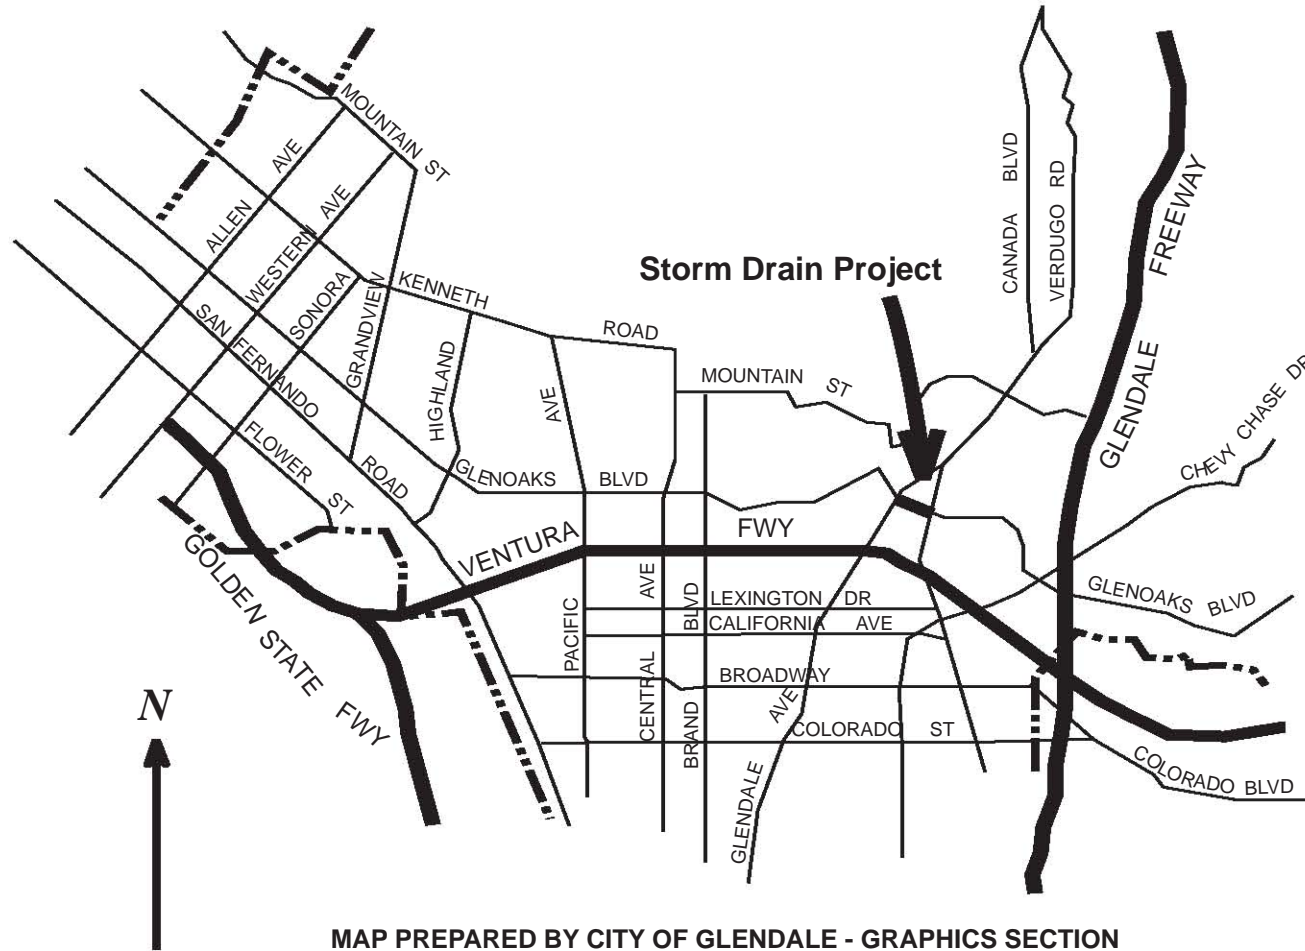 MOUNTAIN ST
ALLEN AVE
WESTERN AVE
SONORA
GRANDVIEW
KENNETH ROAD
HIGHLAND AVE
SAN FERNANDO ROAD
FLOWER ST
GLENOAKS BLVD
MOUNTAIN ST
Storm Drain Project
CANADA BLVD
VERDUGO RD
GLENDALE FREEWAY
CHEVY CHASE DR
GOLDEN STATE FWY
VENTURA FWY
PACIFIC
CENTRAL AVE
BRAND BLVD
LEXINGTON DR
CALIFORNIA AVE
BROADWAY
COLORADO ST
GLENDALE AVE
GLENOAKS BLVD
COLORADO BLVD
N
MAP PREPARED BY CITY OF GLENDALE - GRAPHICS SECTION